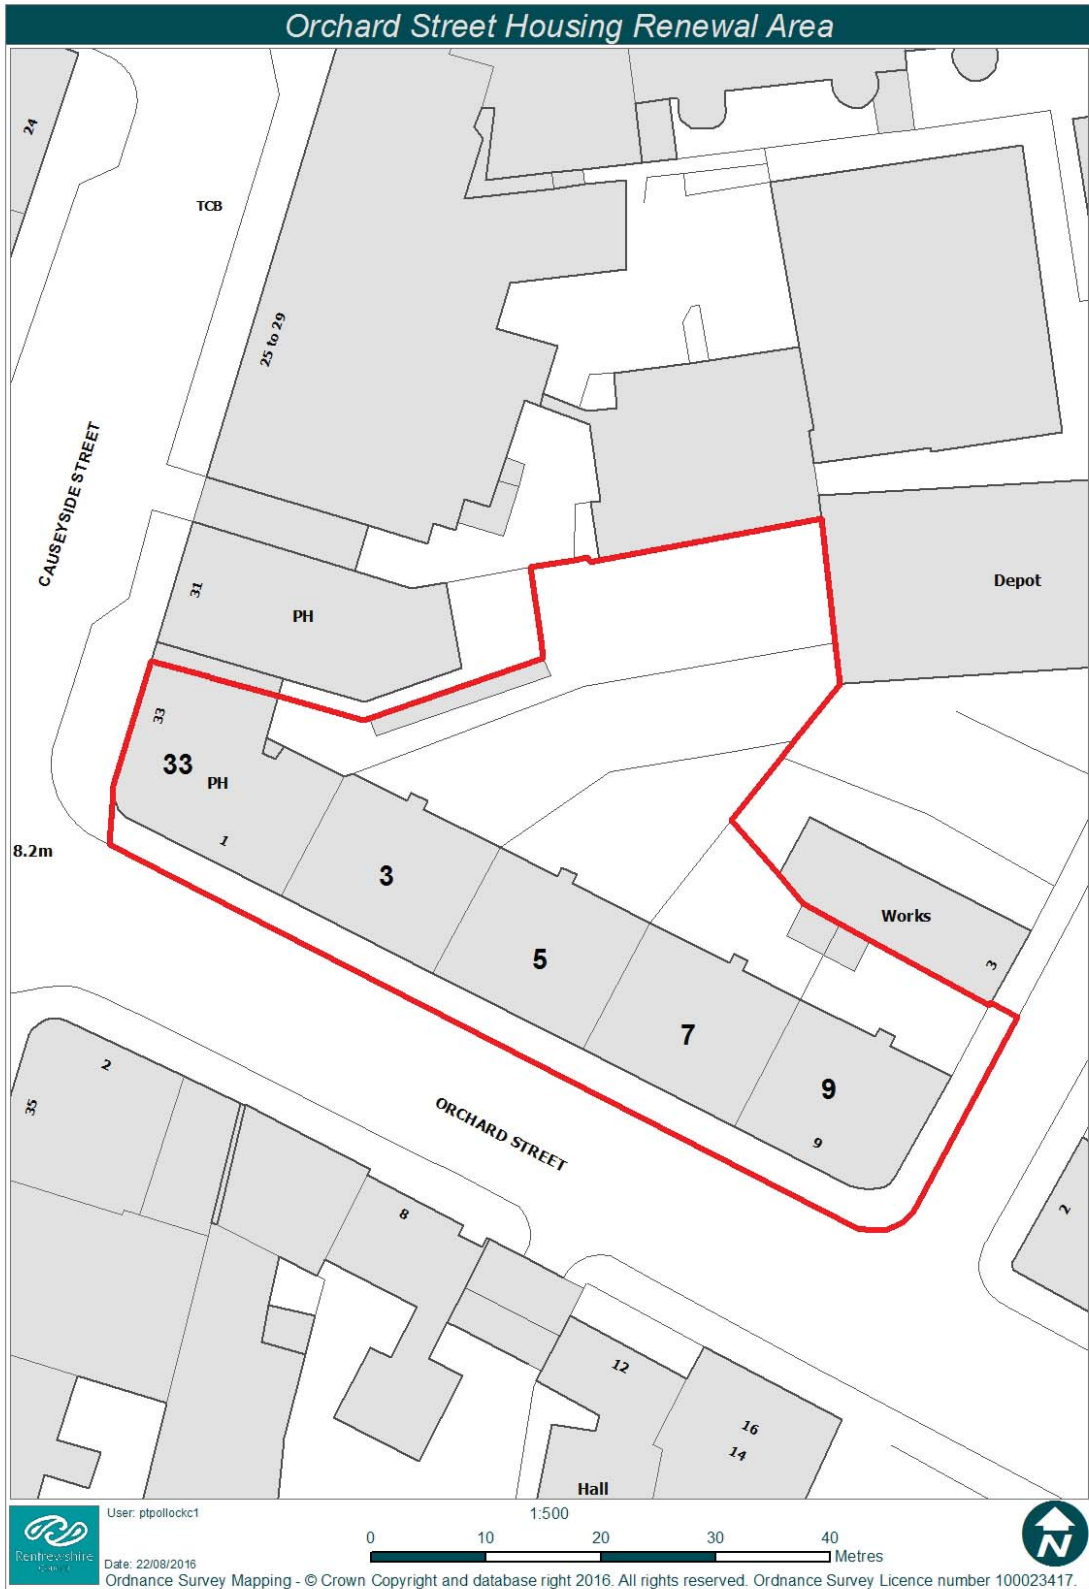 Orchard Street Housing Renewal Area
24
TCB
25 to 29
CAUSEYSIDE STREET
31
PH
Depot
33
33
PH
1
8.2m
3
5
Works
3
7
9
9
2
35
ORCHARD STREET
8
2
12
16
14
Hall
User: ptpollockc1
1:500
0 10 20 30 40
Metres
N
Renfrewshire
Council
Date: 22/08/2016
Ordnance Survey Mapping - © Crown Copyright and database right 2016. All rights reserved. Ordnance Survey Licence number 100023417.